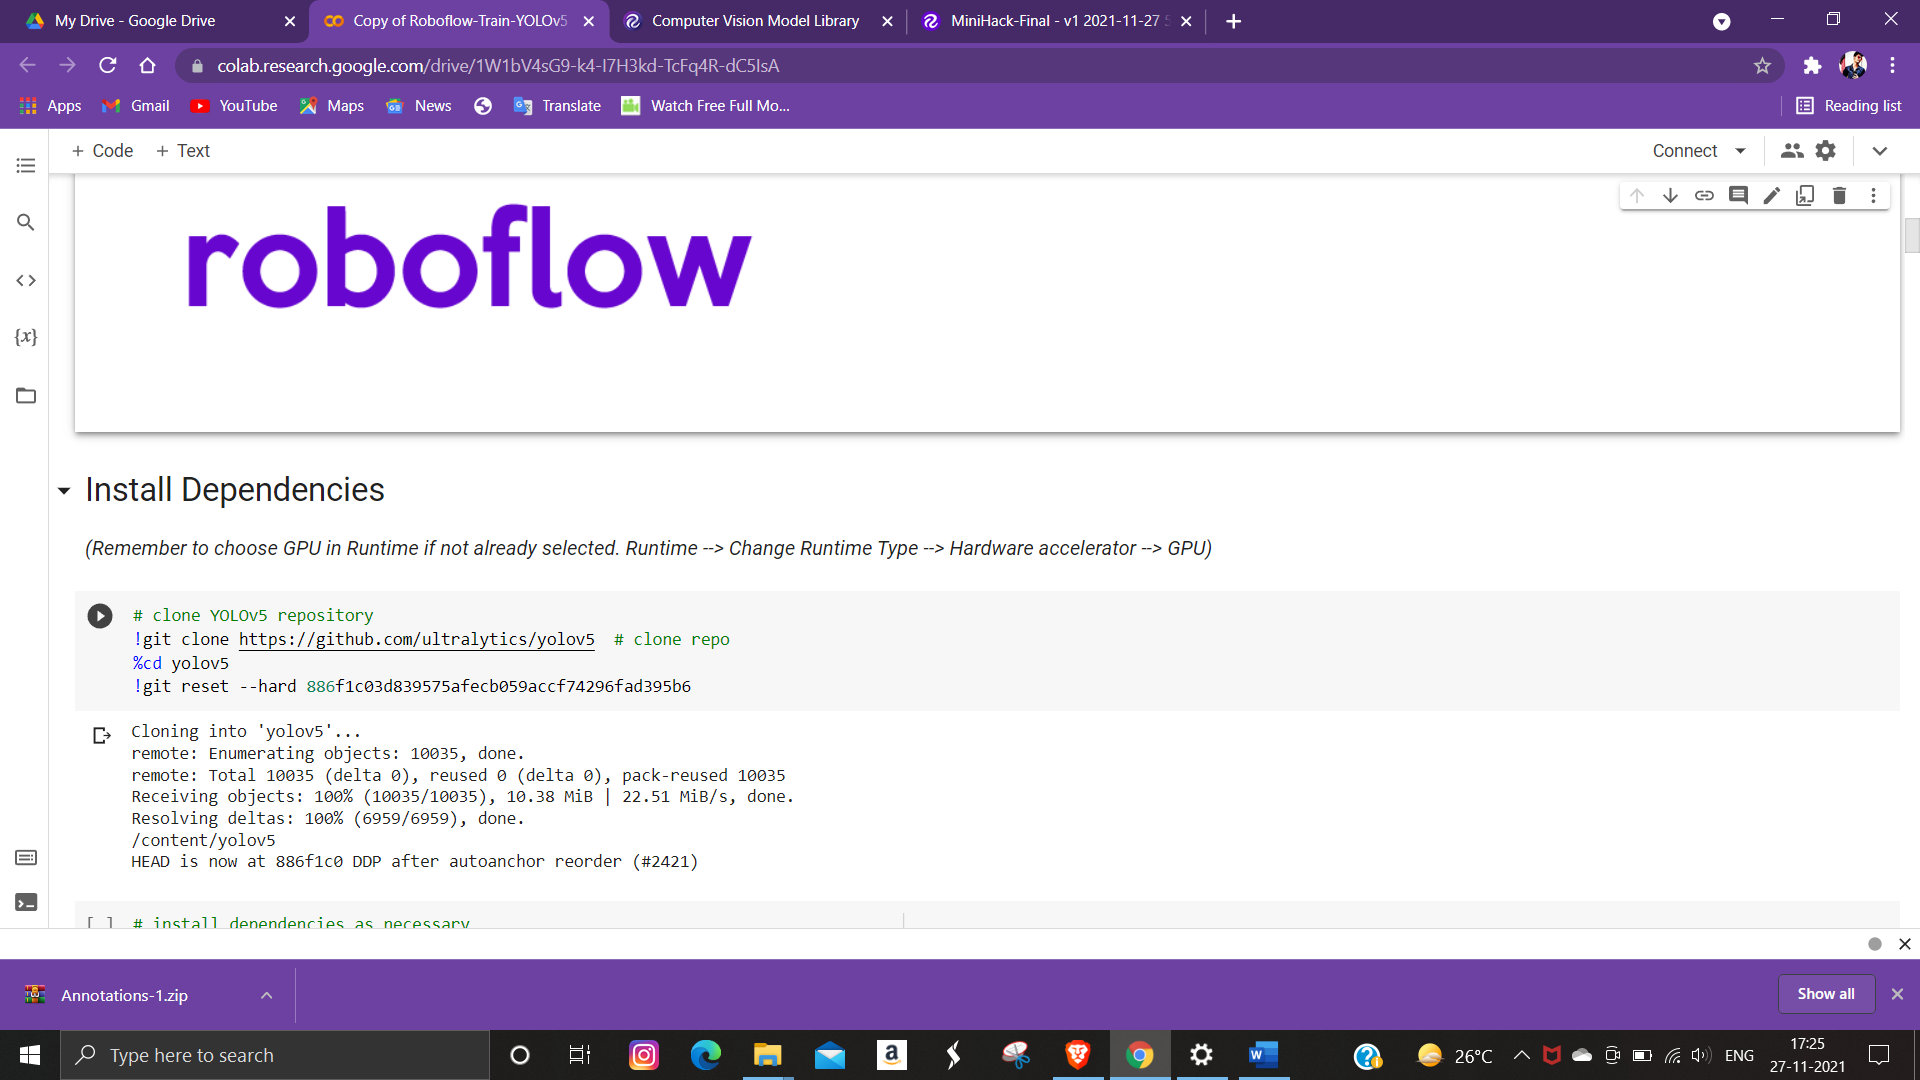 My Drive - Google Drive
Copy of Roboflow-Train-YOLOv5
Computer Vision Model Library
MiniHack-Final - v1 2021-11-27
colab.research.google.com/drive/1W1bV4sG9-k4-I7H3kd-TcFq4R-dC5IsA
Apps
Gmail
YouTube
Maps
News
Translate
Watch Free Full Mo...
Reading list
+ Code
+ Text
Connect
roboflow
Install Dependencies
(Remember to choose GPU in Runtime if not already selected. Runtime --> Change Runtime Type --> Hardware accelerator --> GPU)
# clone YOLOv5 repository
!git clone https://github.com/ultralytics/yolov5  # clone repo
%cd yolov5
!git reset --hard 886f1c03d839575afecb059accf74296fad395b6
Cloning into 'yolov5'...
remote: Enumerating objects: 10035, done.
remote: Total 10035 (delta 0), reused 0 (delta 0), pack-reused 10035
Receiving objects: 100% (10035/10035), 10.38 MiB | 22.51 MiB/s, done.
Resolving deltas: 100% (6959/6959), done.
/content/yolov5
HEAD is now at 886f1c0 DDP after autoanchor reorder (#2421)
[ ] # install dependencies as necessary
Annotations-1.zip
Show all
Type here to search
26°C
ENG
17:25
27-11-2021